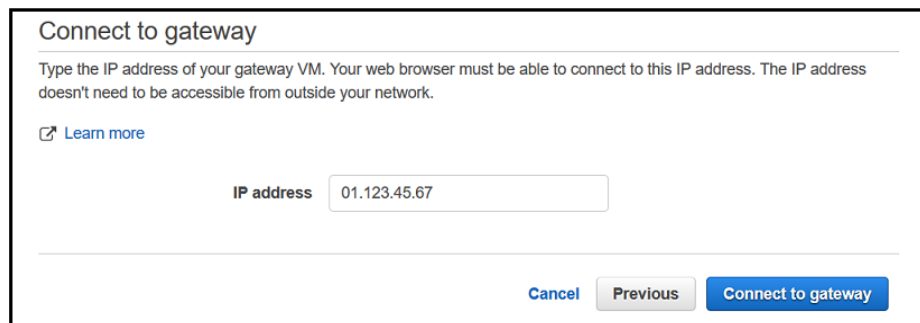 Connect to gateway
Type the IP address of your gateway VM. Your web browser must be able to connect to this IP address. The IP address
doesn't need to be accessible from outside your network.
Learn more
IP address 01.123.45.67
Cancel Previous Connect to gateway